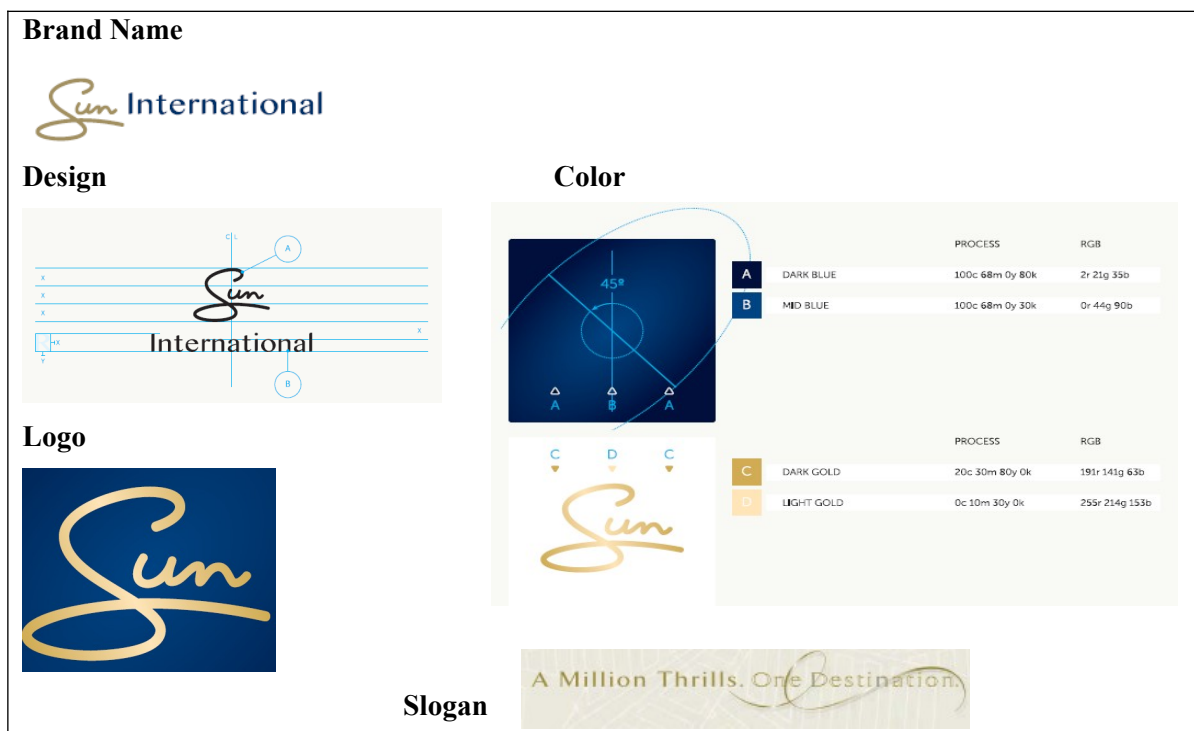 Brand Name
Sun International
Design
Color
C L
A
X
X
X
X
X
Y
Sun
International
B
45º
A B A
PROCESS RGB
A DARK BLUE 100c 68m 0y 80k 2r 21g 35b
B MID BLUE 100c 68m 0y 30k 0r 44g 90b
Logo
Sun
C D C
Sun
PROCESS RGB
C DARK GOLD 20c 30m 80y 0k 191r 141g 63b
D LIGHT GOLD 0c 10m 30y 0k 255r 214g 153b
Slogan
A Million Thrills. One Destination.